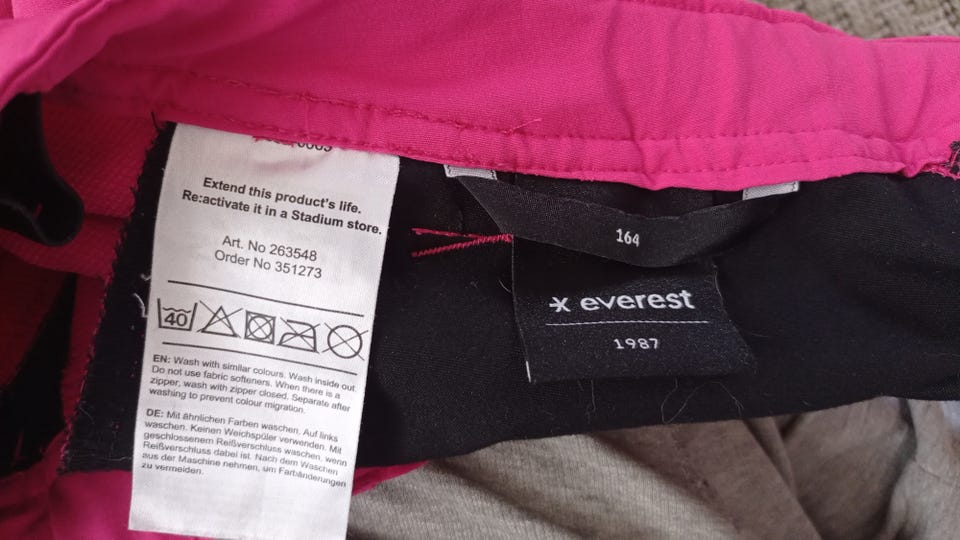 Extend this product's life.
Re:activate it in a Stadium store.
Art. No 263548
Order No 351273
40
EN: Wash with similar colours. Wash inside out.
Do not use fabric softeners. When there is a
zipper, wash with zipper closed. Separate after
washing to prevent colour migration.
DE: Mit ähnlichen Farben waschen. Auf links
waschen. Keinen Weichspüler verwenden. Mit
geschlossenem Reißverschluss waschen, wenn
Reißverschluss dabei ist. Nach dem Waschen
aus der Maschine nehmen, um Farbänderungen
zu vermeiden.
164
everest
1987